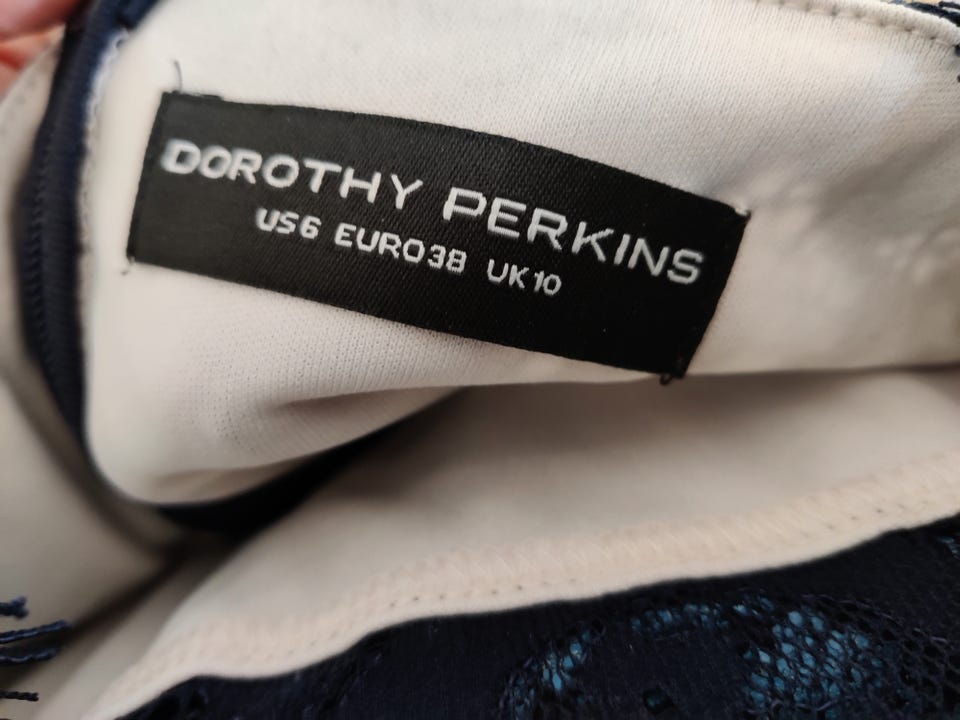 DOROTHY PERKINS
US6 EURO38 UK10